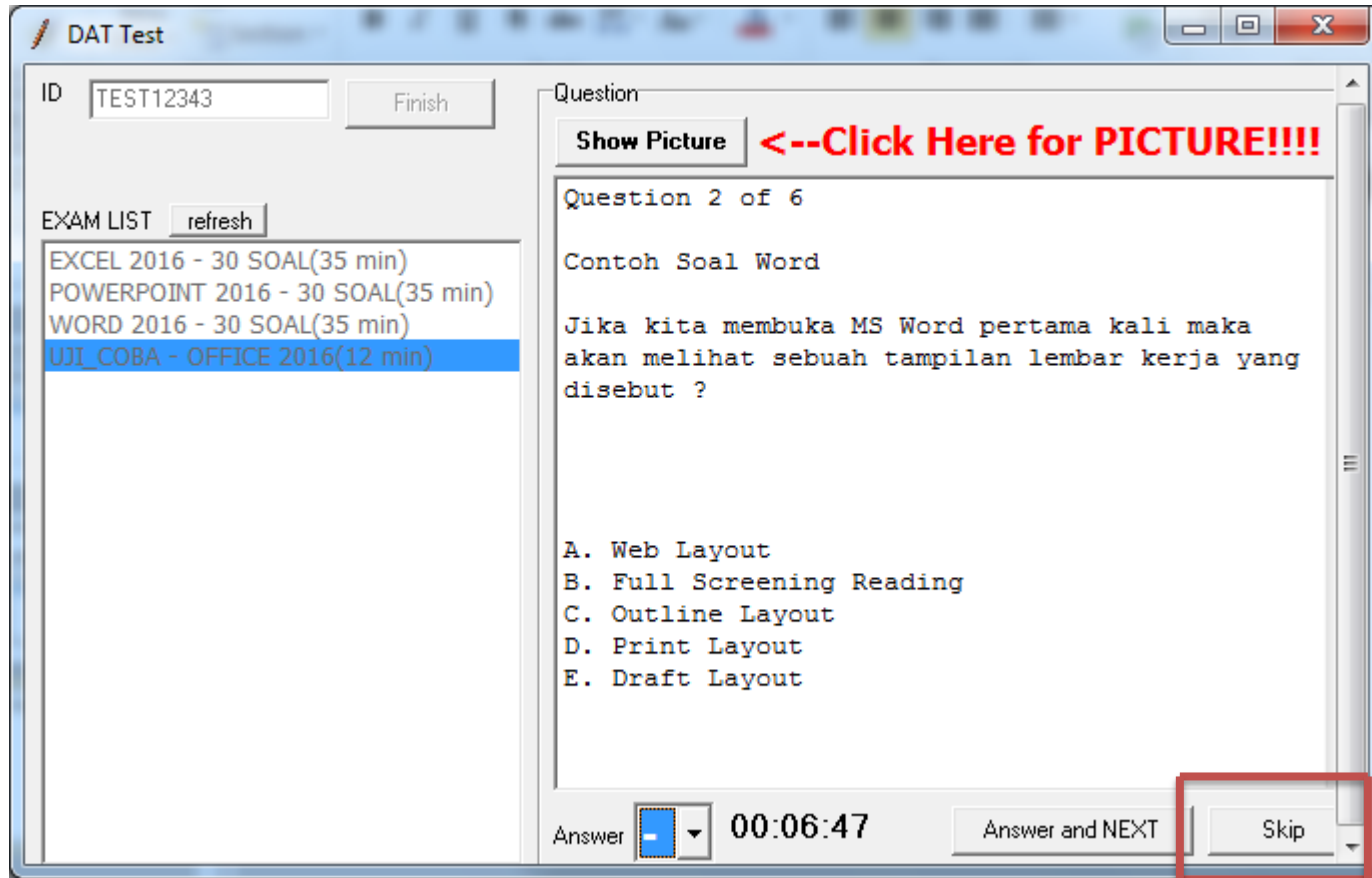 DAT Test
ID
TEST12343
Finish
EXAM LIST
refresh
EXCEL 2016 - 30 SOAL(35 min)
POWERPOINT 2016 - 30 SOAL(35 min)
WORD 2016 - 30 SOAL(35 min)
UJI_COBA - OFFICE 2016(12 min)
Question
Show Picture
<--Click Here for PICTURE!!!!
Question 2 of 6
Contoh Soal Word
Jika kita membuka MS Word pertama kali maka
akan melihat sebuah tampilan lembar kerja yang
disebut ?
A. Web Layout
B. Full Screening Reading
C. Outline Layout
D. Print Layout
E. Draft Layout
Answer
-
00:06:47
Answer and NEXT
Skip